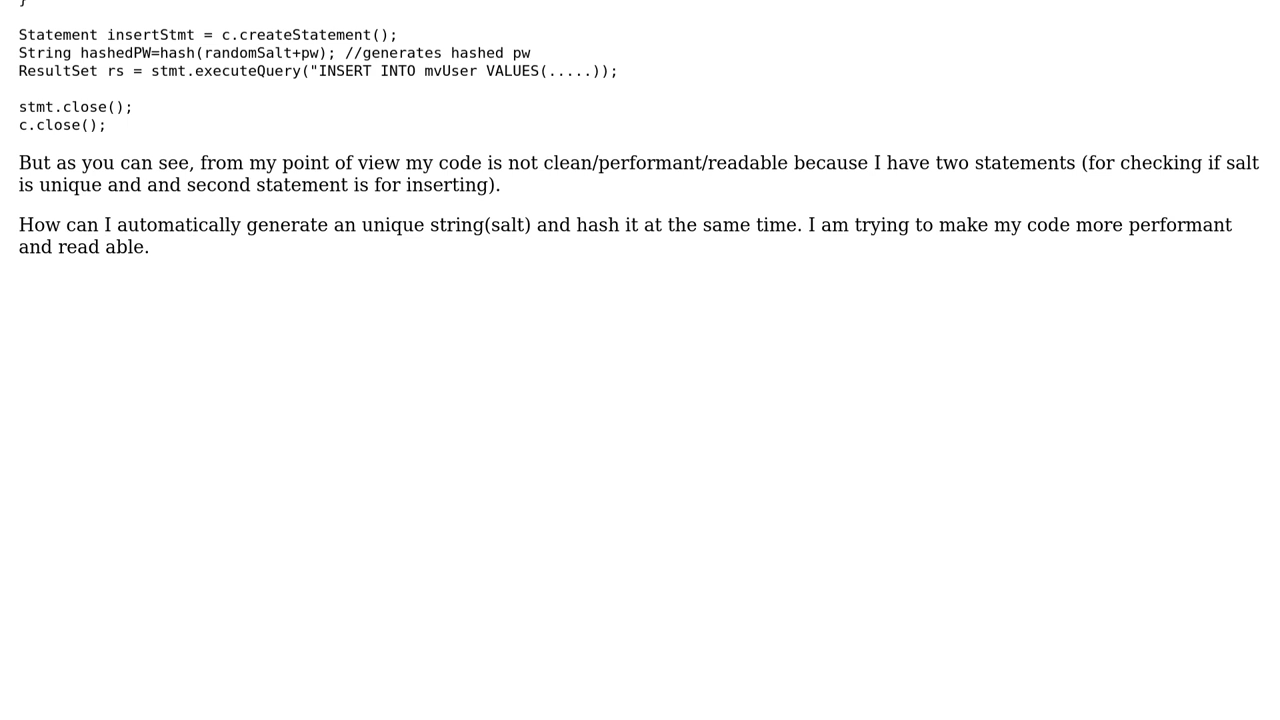 }
Statement insertStmt = c.createStatement();
String hashedPW=hash(randomSalt+pw); //generates hashed pw
ResultSet rs = stmt.executeQuery("INSERT INTO mvUser VALUES(.....));
stmt.close();
c.close();
But as you can see, from my point of view my code is not clean/performant/readable because I have two statements (for checking if salt
is unique and and second statement is for inserting).
How can I automatically generate an unique string(salt) and hash it at the same time. I am trying to make my code more performant
and read able.